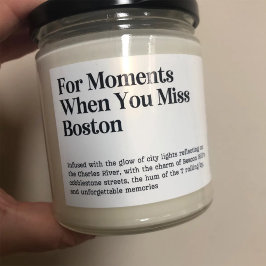 For Moments
When You Miss
Boston
Infused with the glow of city lights reflecting on
the Charles River, with the charm of Beacon Hill's
cobblestone streets, the hum of the T rolling by,
and unforgettable memories